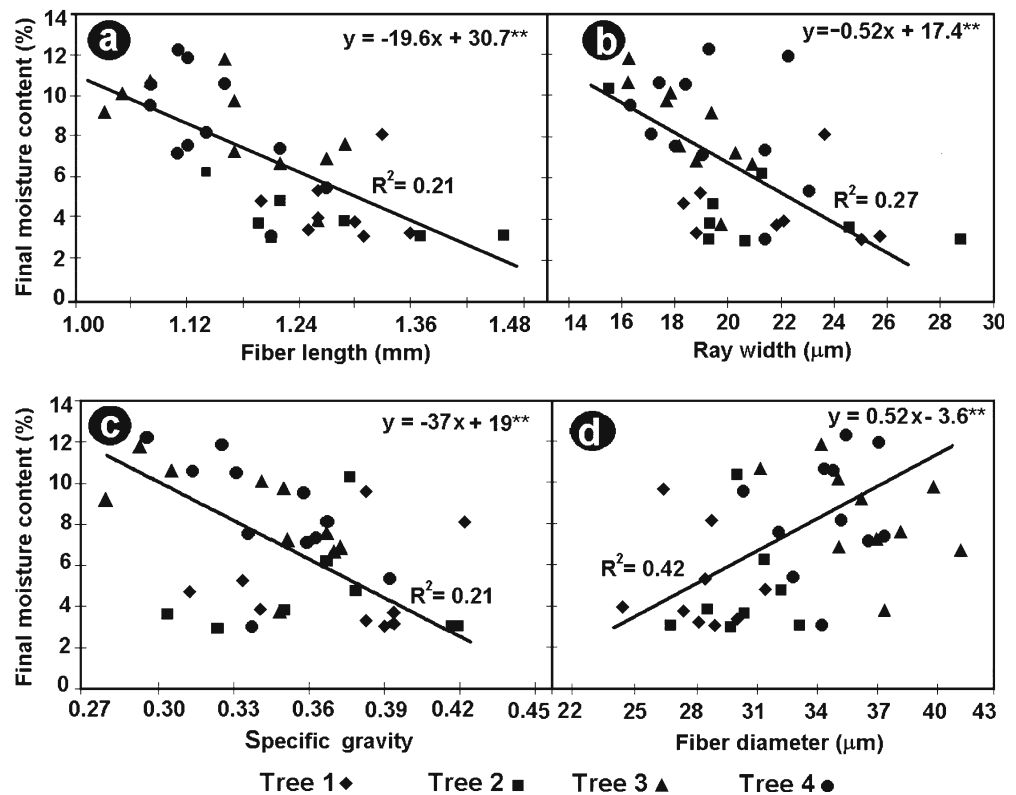 a
y = -19.6x + 30.7**
R2= 0.21
Final moisture content (%)
14
12
10
8
6
4
2
0
1.00 1.12 1.24 1.36 1.48
Fiber length (mm)
b
y=−0.52x + 17.4**
R2= 0.27
14 16 18 20 22 24 26 28 30
Ray width (μm)
c
y = -37x + 19**
R2= 0.21
Final moisture content (%)
14
12
10
8
6
4
2
0
0.27 0.30 0.33 0.36 0.39 0.42 0.45
Specific gravity
d
y = 0.52x- 3.6**
R2= 0.42
22 25 28 31 34 37 40 43
Fiber diameter (μm)
Tree 1 Tree 2 Tree 3 Tree 4